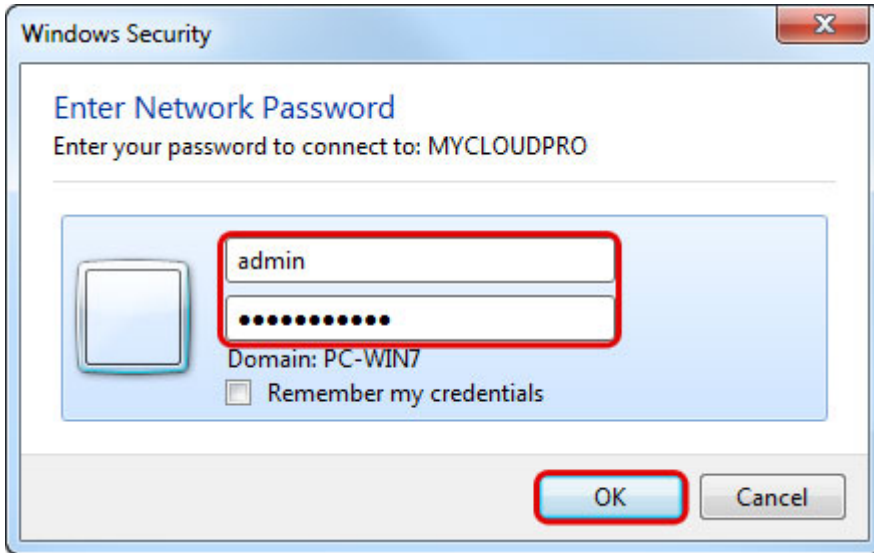 Windows Security
Enter Network Password
Enter your password to connect to: MYCLOUDPRO
admin
●●●●●●●●●●●
Domain: PC-WIN7
Remember my credentials
OK
Cancel